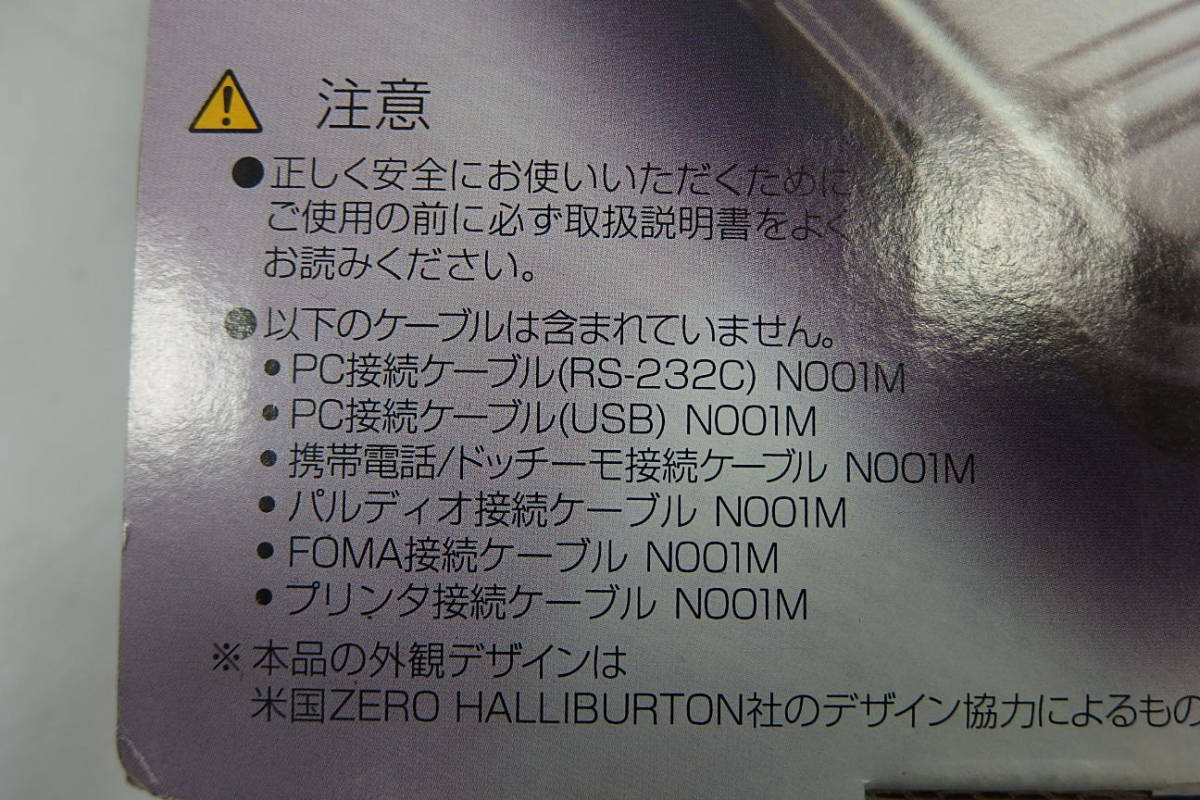 注意
●正しく安全にお使いいただくために
ご使用の前に必ず取扱説明書をよく
お読みください。
●以下のケーブルは含まれていません。
・PC接続ケーブル(RS-232C) N001M
・PC接続ケーブル(USB) N001M
・携帯電話/ドッチーモ接続ケーブル N001M
・パルディオ接続ケーブル N001M
・FOMA接続ケーブル N001M
・プリンタ接続ケーブル N001M
※本品の外観デザインは
米国ZERO HALLIBURTON社のデザイン協力によるもの